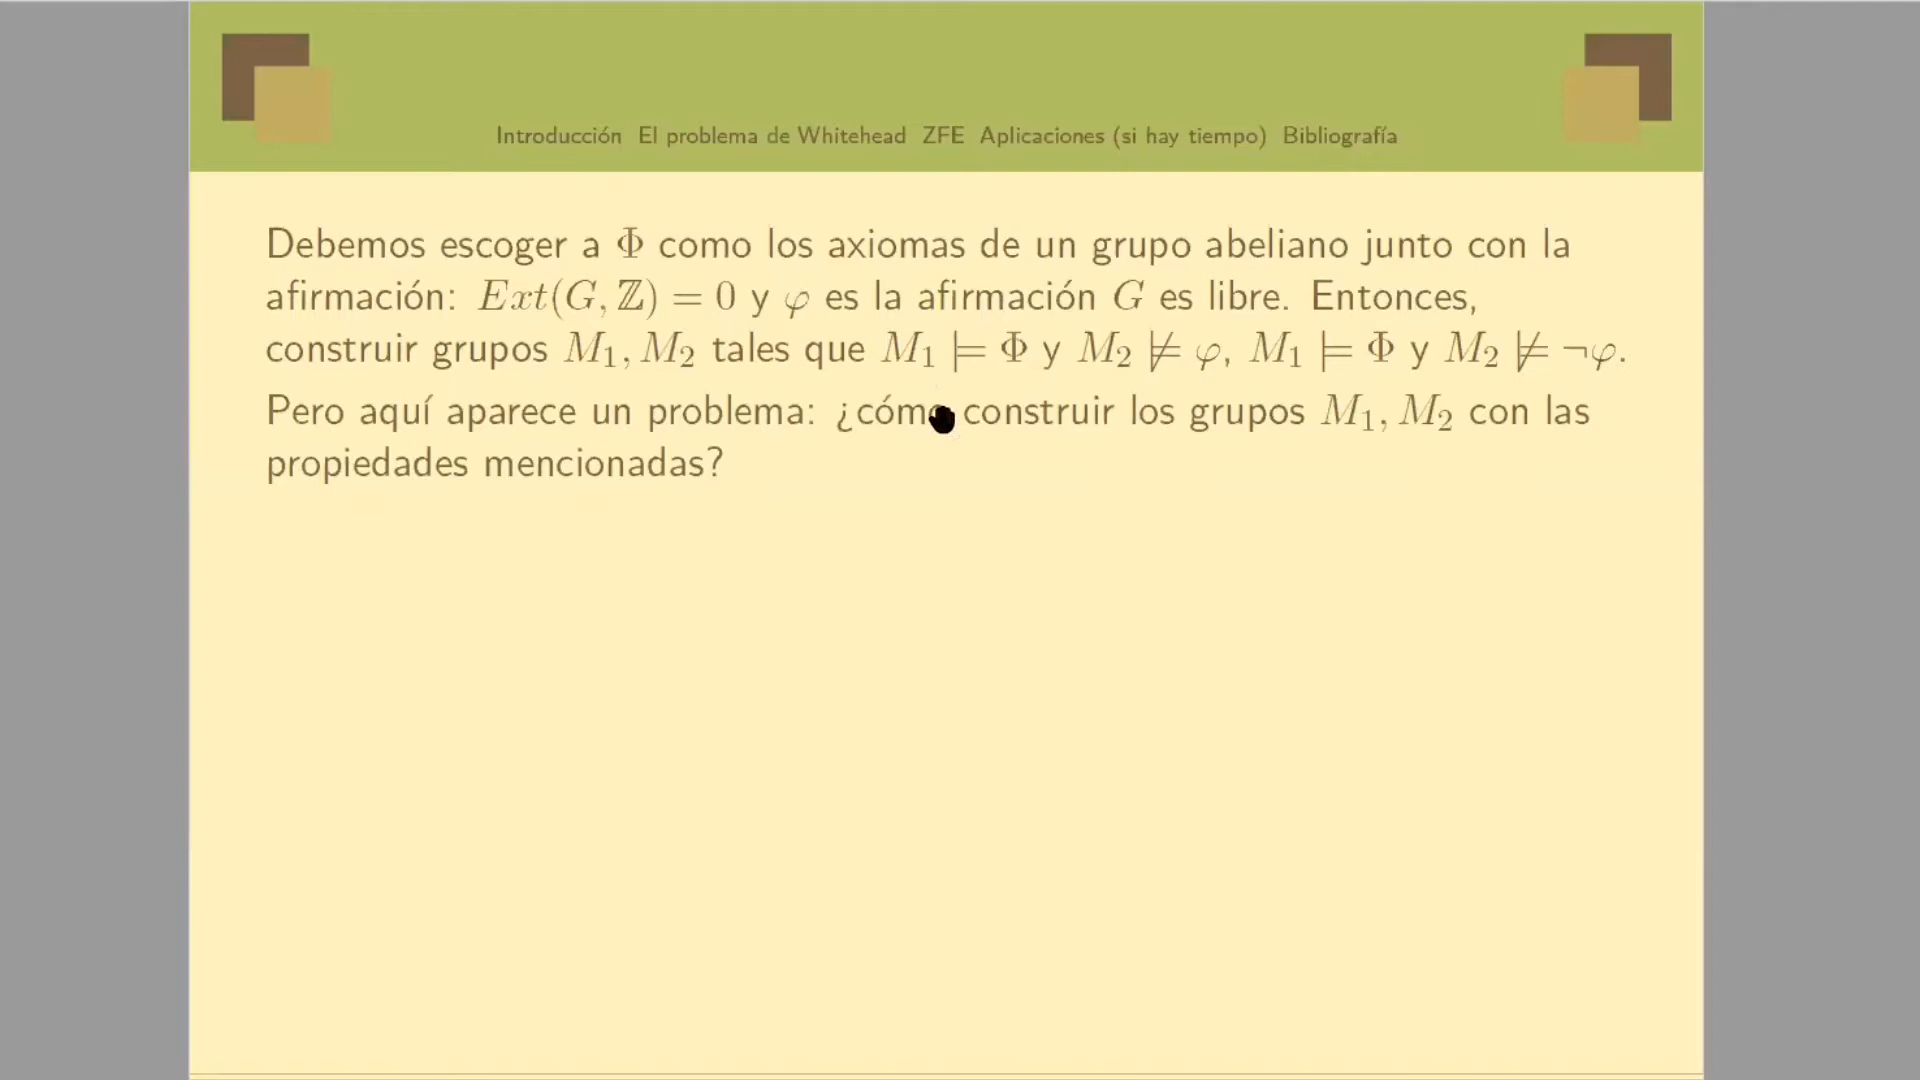 Introducción El problema de Whitehead ZFE Aplicaciones (si hay tiempo) Bibliografía
Debemos escoger a Φ como los axiomas de un grupo abeliano junto con la
afirmación: Ext(G, ℤ) = 0 y φ es la afirmación G es libre. Entonces,
construir grupos M₁, M₂ tales que M₁ ⊨ Φ y M₂ ⊭ φ, M₁ ⊨ Φ y M₂ ⊭ ¬φ.
Pero aquí aparece un problema: ¿cómo construir los grupos M₁, M₂ con las
propiedades mencionadas?